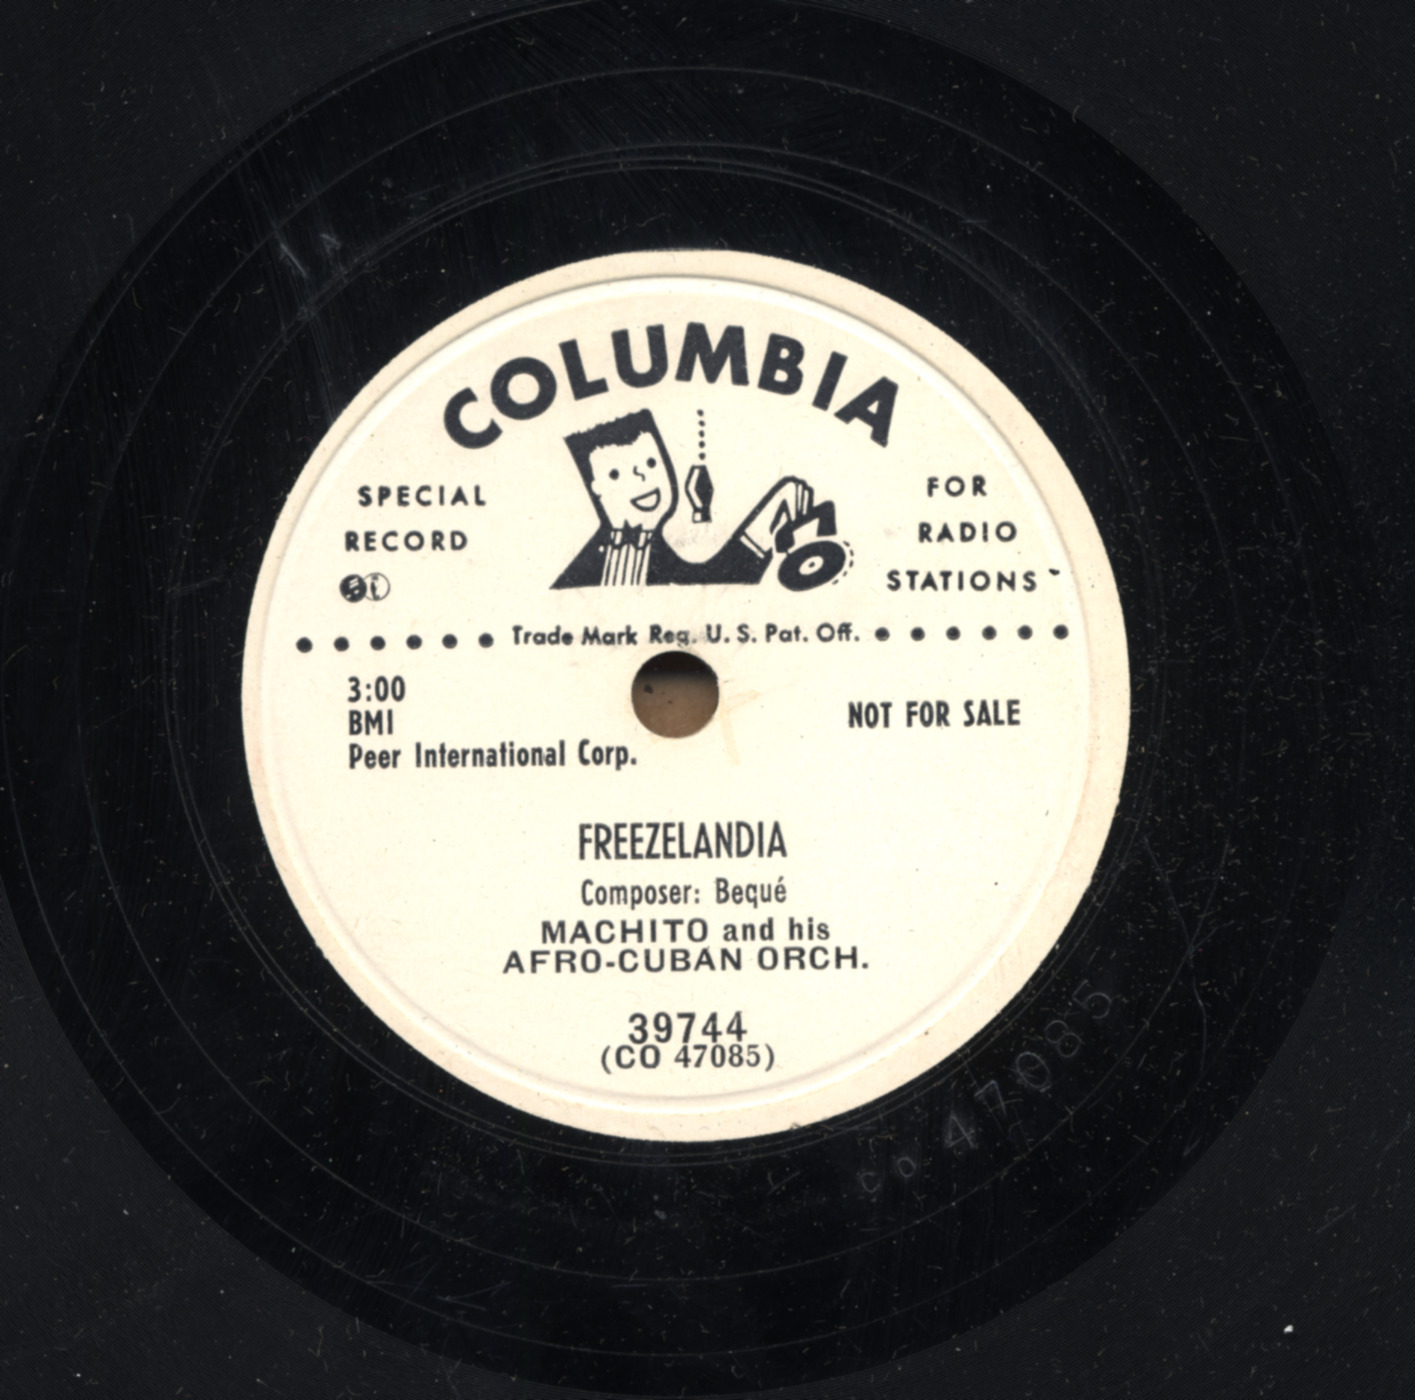 COLUMBIA
SPECIAL
RECORD
FOR
RADIO
STATIONS
Trade Mark Reg. U. S. Pat. Off.
3:00
BMI
Peer International Corp.
NOT FOR SALE
FREEZELANDIA
Composer: Bequé
MACHITO and his
AFRO-CUBAN ORCH.
39744
(CO 47085)
CO 47085